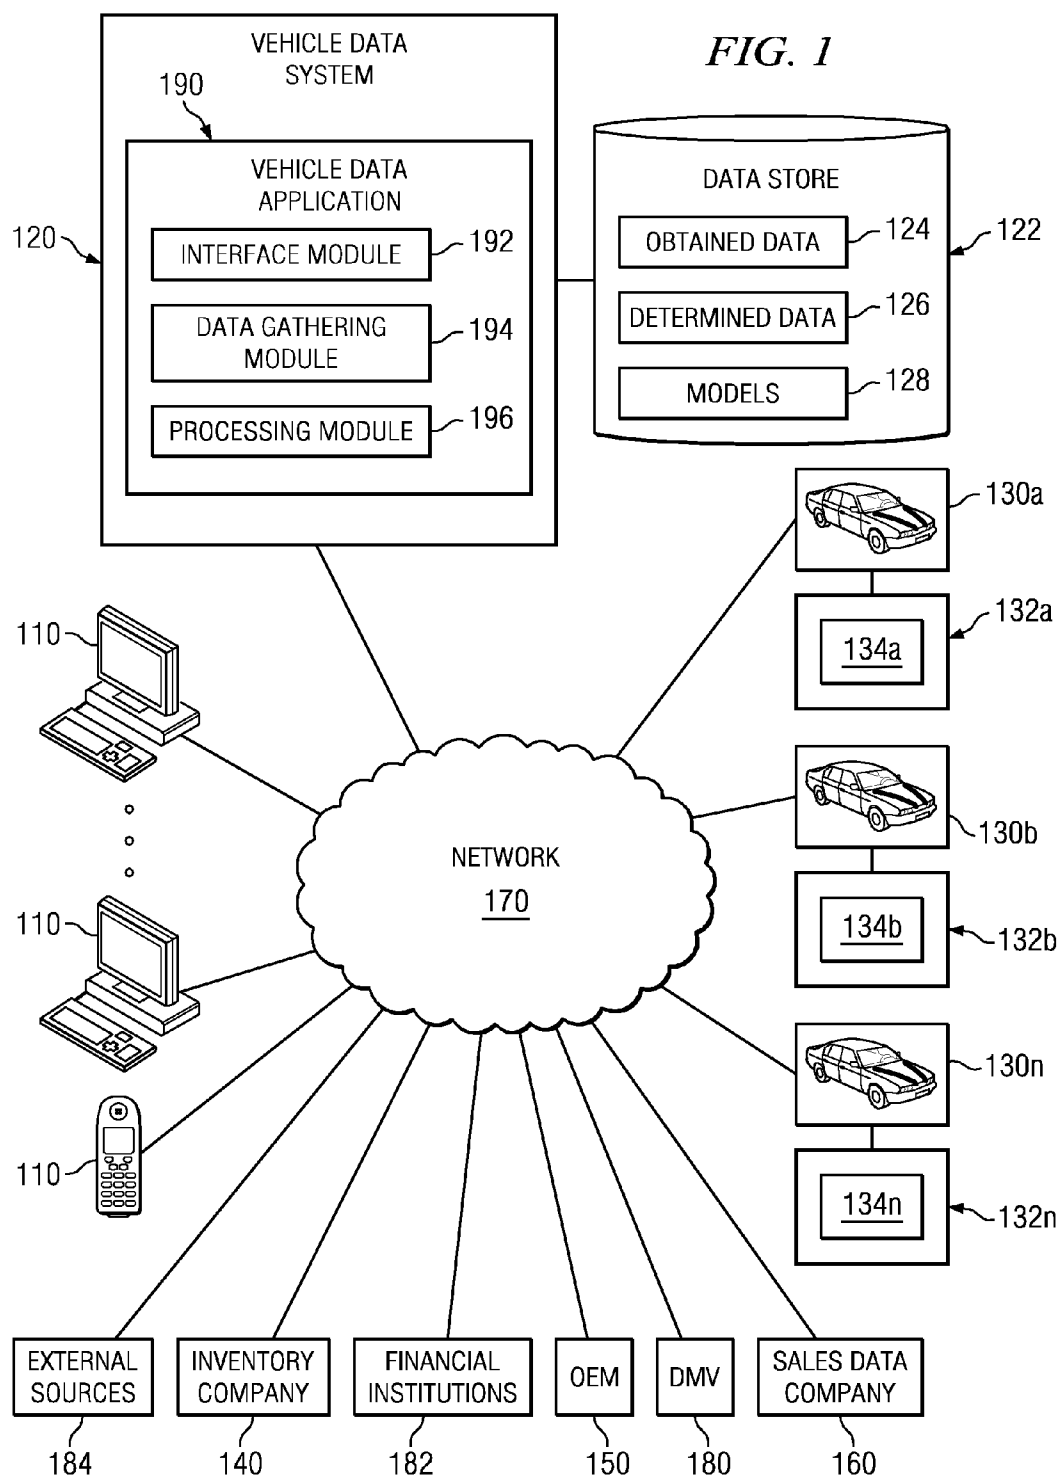 FIG. 1
VEHICLE DATA
SYSTEM
190
VEHICLE DATA
APPLICATION
120
INTERFACE MODULE
192
DATA GATHERING
MODULE
194
PROCESSING MODULE
196
DATA STORE
122
OBTAINED DATA
124
DETERMINED DATA
126
MODELS
128
130a
132a
134a
110
130b
132b
134b
NETWORK
170
110
130n
132n
134n
110
EXTERNAL
SOURCES
184
INVENTORY
COMPANY
140
FINANCIAL
INSTITUTIONS
182
OEM
150
DMV
180
SALES DATA
COMPANY
160